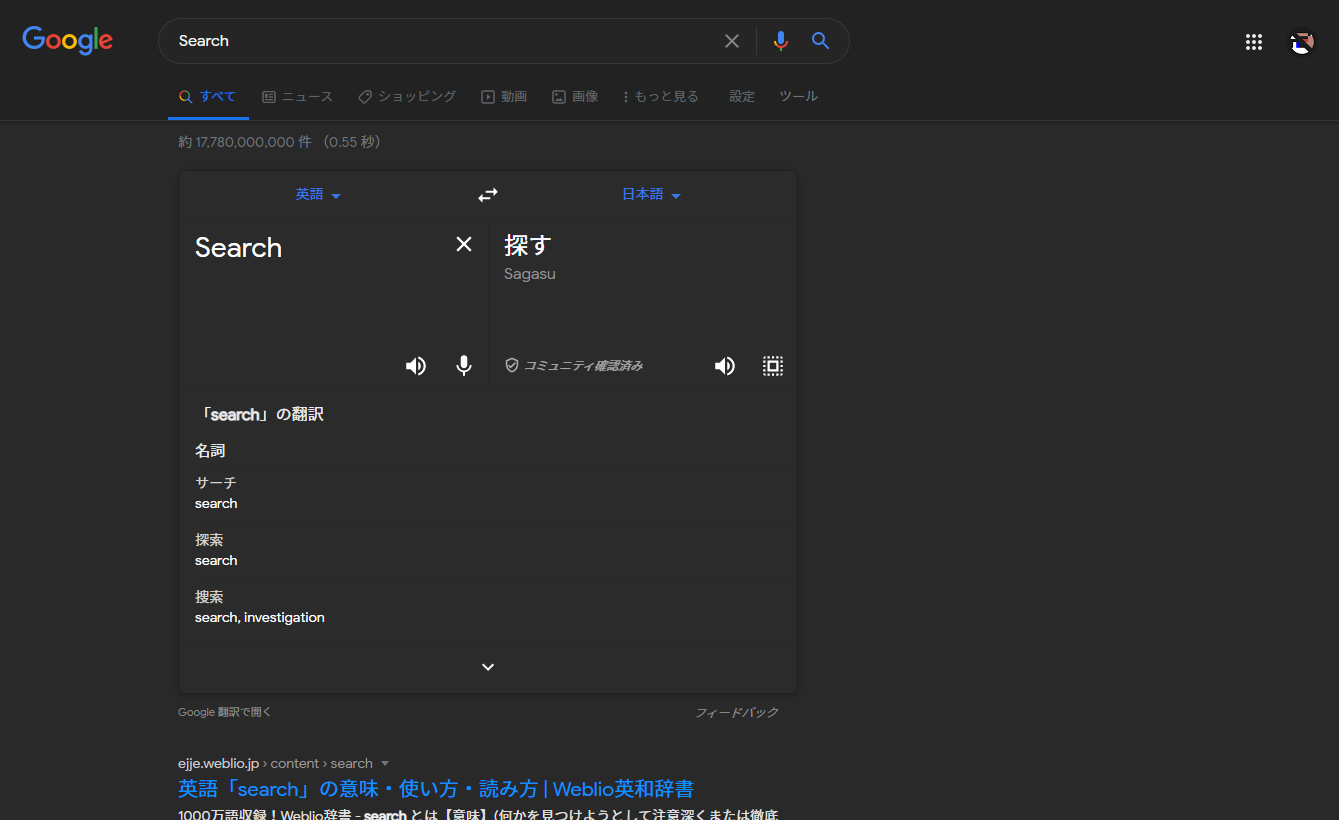 Google
Search
すべて ニュース ショッピング 動画 画像 もっと見る 設定 ツール
約 17,780,000,000 件 （0.55 秒）
英語 日本語
Search 探す
Sagasu
コミュニティ確認済み
「search」の翻訳
名詞
サーチ
search
探索
search
捜索
search, investigation
Google 翻訳で開く フィードバック
ejje.weblio.jp › content › search
英語「search」の意味・使い方・読み方 | Weblio英和辞書
1000万語収録！Weblio辞書 - search とは【意味】(何かを見つけようとして注意深くまたは徹底